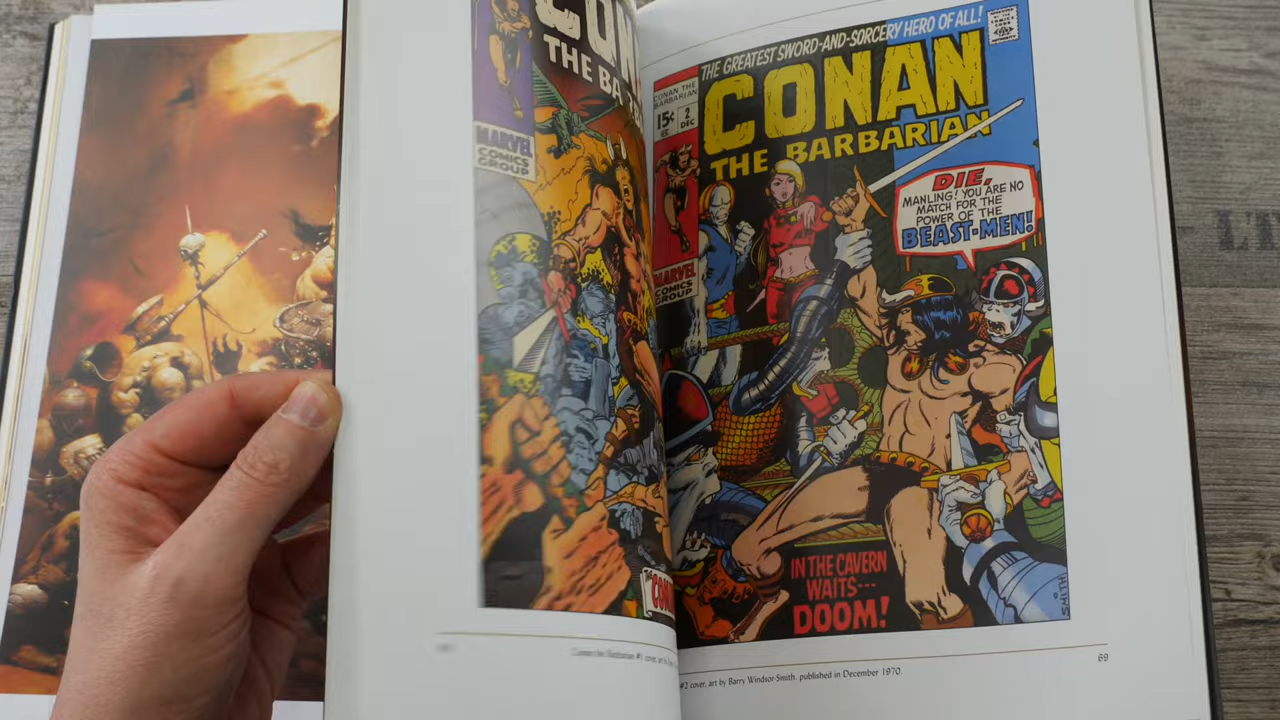 CON
THE BA
MARVEL
COMICS
GROUP
THE GREATEST SWORD-AND-SORCERY HERO OF ALL!
CONAN THE
BARBARIAN
15¢
2
DEC
CONAN
THE BARBARIAN
MARVEL
COMICS
GROUP
DIE,
MANLING! YOU ARE NO
MATCH FOR THE
POWER OF THE
BEAST-MEN!
IN THE CAVERN
WAITS---
DOOM!
SMITH
#2 cover, art by Barry Windsor-Smith, published in December 1970.
69